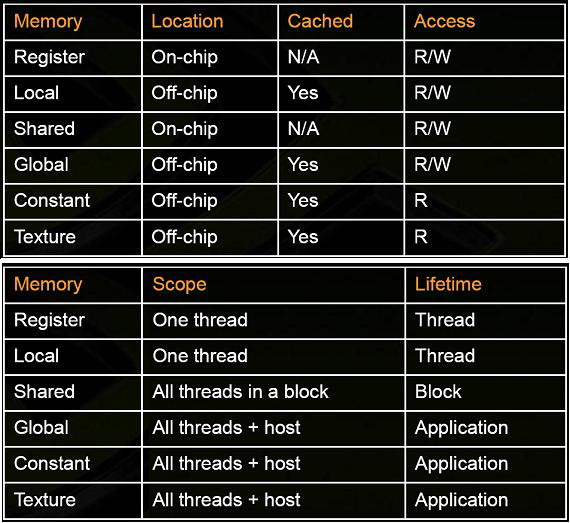 Memory Location Cached Access
Register On-chip N/A R/W
Local Off-chip Yes R/W
Shared On-chip N/A R/W
Global Off-chip Yes R/W
Constant Off-chip Yes R
Texture Off-chip Yes R
Memory Scope Lifetime
Register One thread Thread
Local One thread Thread
Shared All threads in a block Block
Global All threads + host Application
Constant All threads + host Application
Texture All threads + host Application